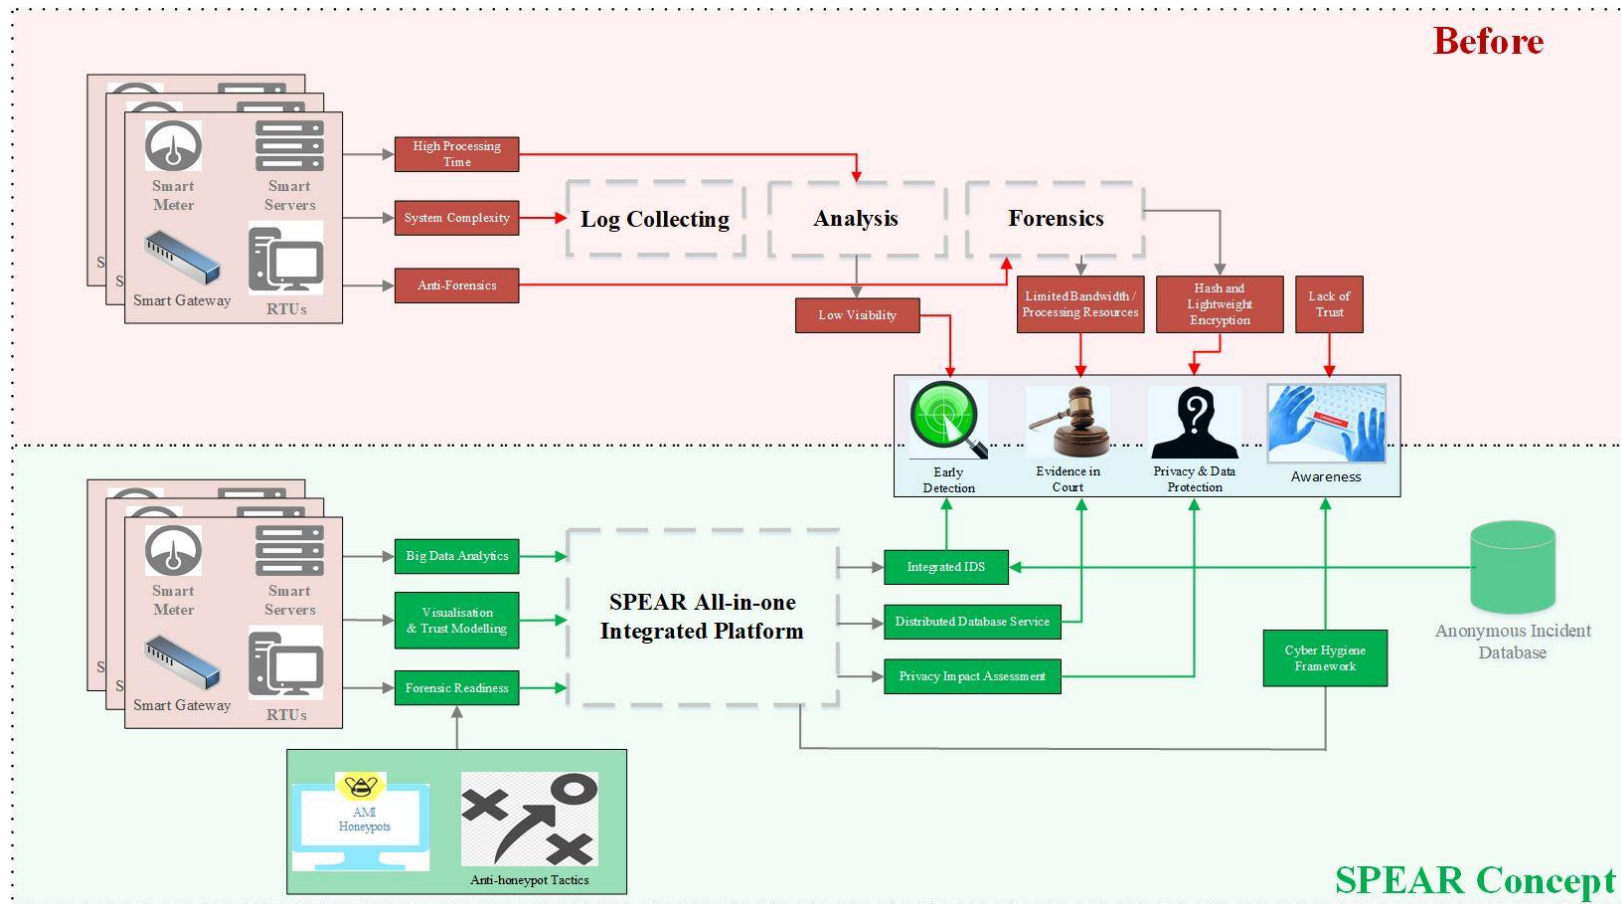 Before
High Processing
Time
System Complexity
Anti-Forensics
Smart
Meter
Smart
Servers
Smart Gateway
RTUs
S
S
Log Collecting
Analysis
Forensics
Low Visibility
Limited Bandwidth /
Processing Resources
Hash and
Lightweight
Encryption
Lack of
Trust
Early
Detection
Evidence in
Court
Privacy & Data
Protection
Awareness
Smart
Meter
Smart
Servers
Smart Gateway
RTUs
S
S
Big Data Analytics
Visualisation
& Trust Modelling
Forensic Readiness
SPEAR All-in-one
Integrated Platform
Integrated IDS
Distributed Database Service
Privacy Impact Assessment
Cyber Hygiene
Framework
Anonymous Incident
Database
AMI
Honeypots
Anti-honeypot Tactics
SPEAR Concept